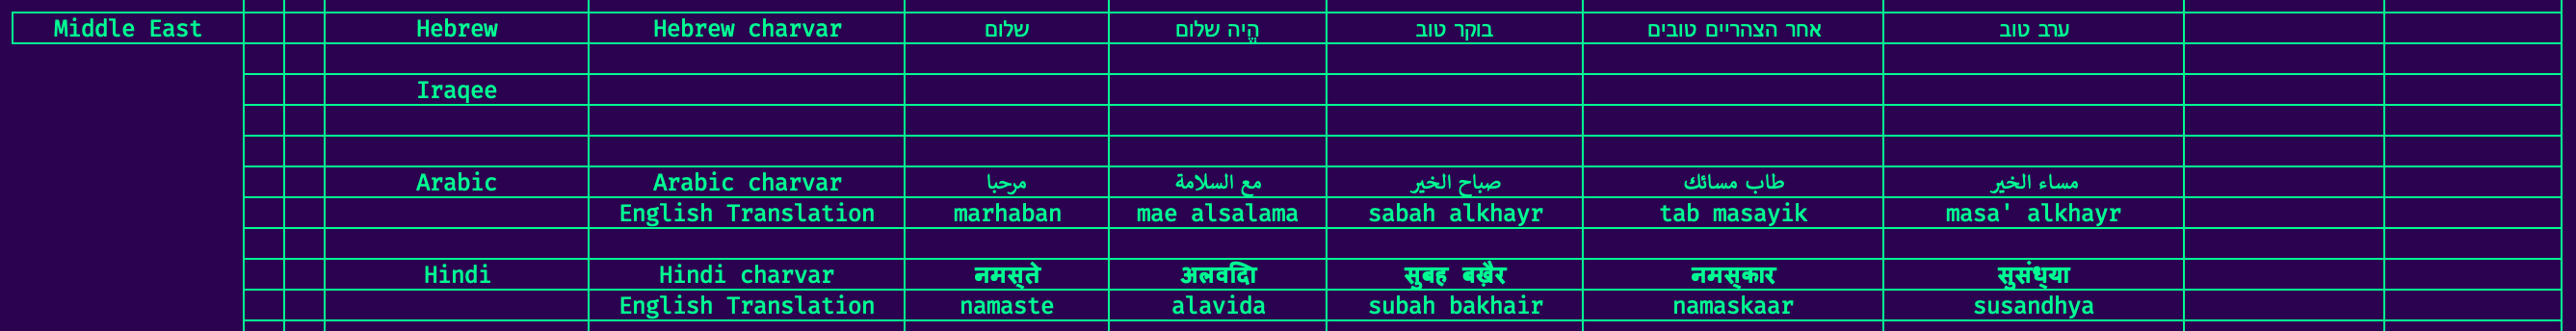 Middle East Hebrew Hebrew charvar שלום הֱיה שלום בוקר טוב אחר הצהריים טובים ערב טוב
Iraqee
Arabic Arabic charvar مرحبا مع السلامة صباح الخير طاب مسائك مساء الخير
English Translation marhaban mae alsalama sabah alkhayr tab masayik masa' alkhayr
Hindi Hindi charvar नमस्ते अलविदा सुबह बख़ैर नमस्कार सुसंध्या
English Translation namaste alavida subah bakhair namaskaar susandhya